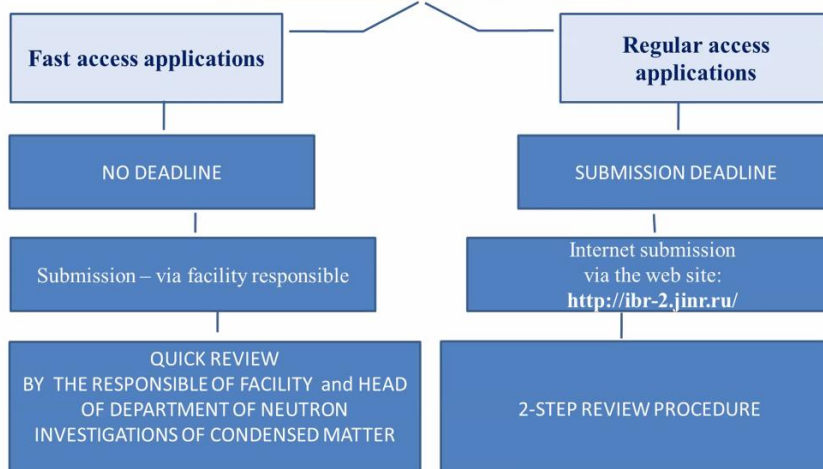 Fast access applications
NO DEADLINE
Submission – via facility responsible
QUICK REVIEW
BY THE RESPONSIBLE OF FACILITY and HEAD
OF DEPARTMENT OF NEUTRON
INVESTIGATIONS OF CONDENSED MATTER
Regular access
applications
SUBMISSION DEADLINE
Internet submission
via the web site:
http://ibr-2.jinr.ru/
2-STEP REVIEW PROCEDURE